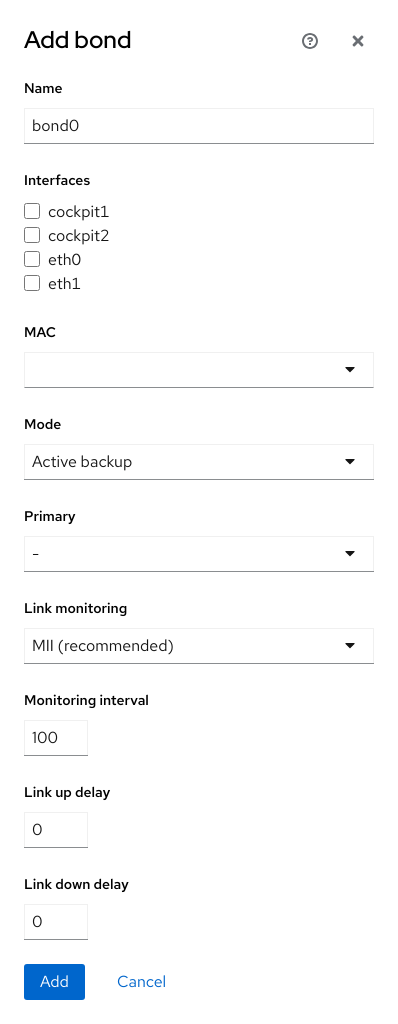 Add bond
Name
bond0
Interfaces
cockpit1
cockpit2
eth0
eth1
MAC
Mode
Active backup
Primary
-
Link monitoring
MII (recommended)
Monitoring interval
100
Link up delay
0
Link down delay
0
Add Cancel